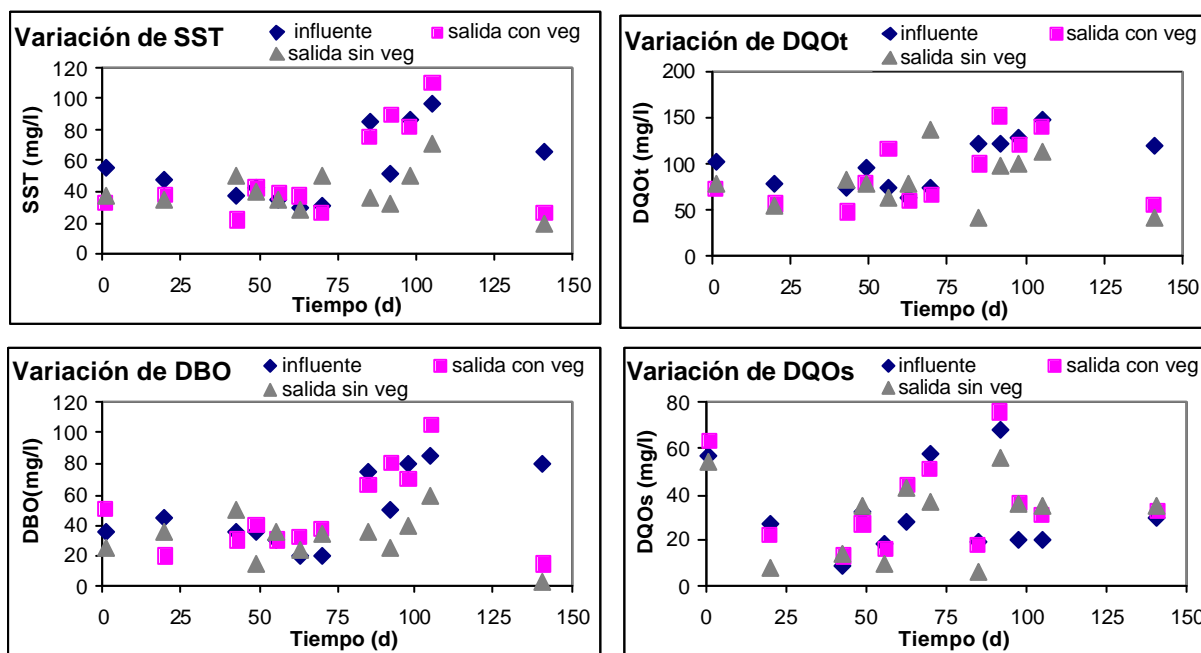 Variación de SST
influente
salida con veg
salida sin veg
SST (mg/l)
120
100
80
60
40
20
0
0 25 50 75 100 125 150
Tiempo (d)
Variación de DQOt
influente
salida con veg
salida sin veg
DQOt (mg/l)
200
150
100
50
0
0 25 50 75 100 125 150
Tiempo (d)
Variación de DBO
influente
salida con veg
salida sin veg
DBO(mg/l)
120
100
80
60
40
20
0
0 25 50 75 100 125 150
Tiempo (d)
Variación de DQOs
influente
salida con veg
salida sin veg
DQOs (mg/l)
80
60
40
20
0
0 25 50 75 100 125 150
Tiempo (d)